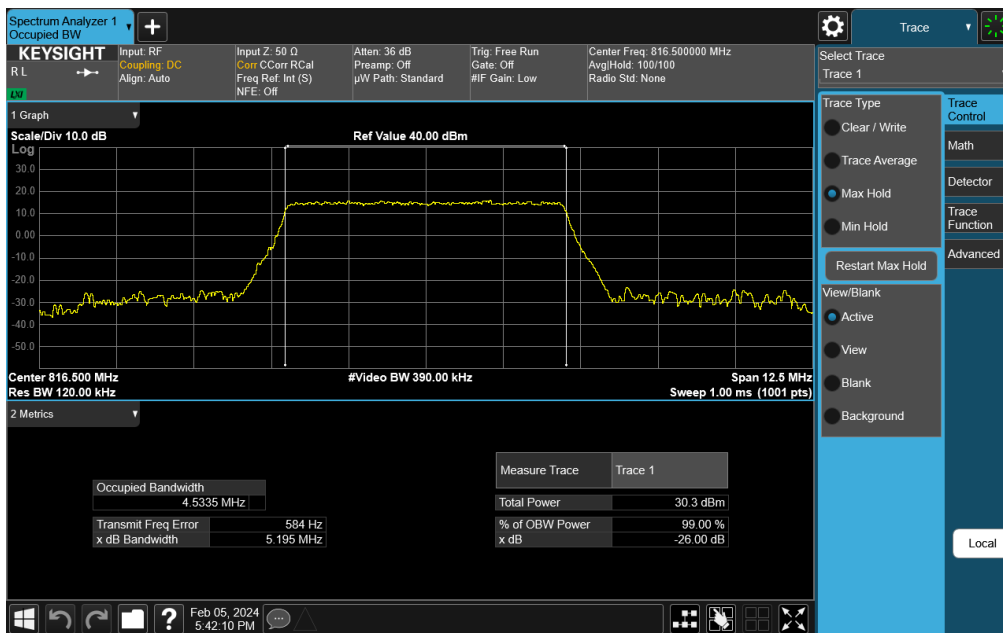 Spectrum Analyzer 1
Occupied BW
Trace
KEYSIGHT
R L
LXI
Input: RF
Coupling: DC
Align: Auto
Input Z: 50 Ω
Corr CCorr RCal
Freq Ref: Int (S)
NFE: Off
Atten: 36 dB
Preamp: Off
µW Path: Standard
Trig: Free Run
Gate: Off
#IF Gain: Low
Center Freq: 816.500000 MHz
Avg|Hold: 100/100
Radio Std: None
Select Trace
Trace 1
1 Graph
Scale/Div 10.0 dB
Ref Value 40.00 dBm
Log
30.0
20.0
10.0
0.00
-10.0
-20.0
-30.0
-40.0
-50.0
Center 816.500 MHz
#Video BW 390.00 kHz
Span 12.5 MHz
Res BW 120.00 kHz
Sweep 1.00 ms (1001 pts)
Trace Type
Clear / Write
Trace Average
Max Hold
Min Hold
Restart Max Hold
View/Blank
Active
View
Blank
Background
Trace
Control
Math
Detector
Trace
Function
Advanced
Local
2 Metrics
Occupied Bandwidth
4.5335 MHz
Transmit Freq Error 584 Hz
x dB Bandwidth 5.195 MHz
Measure Trace Trace 1
Total Power 30.3 dBm
% of OBW Power 99.00 %
x dB -26.00 dB
Feb 05, 2024
5:42:10 PM